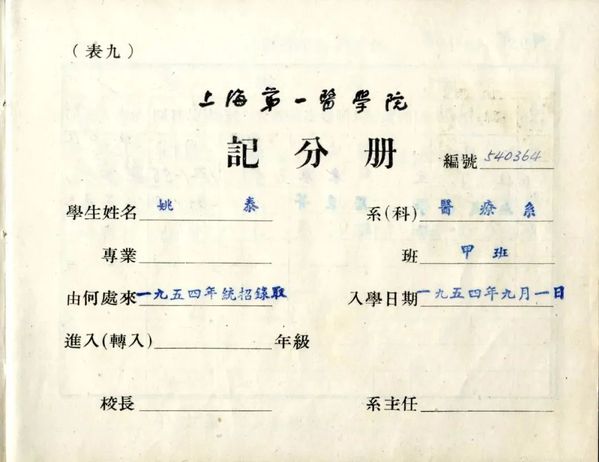 （表九）
上海第一醫學院
記分册
編號 540364
學生姓名 姚泰 系(科) 醫療系
專業 班 甲班
由何處來 一九五四年統招錄取 入學日期 一九五四年九月一日
進入(轉入) 年級
校長 系主任